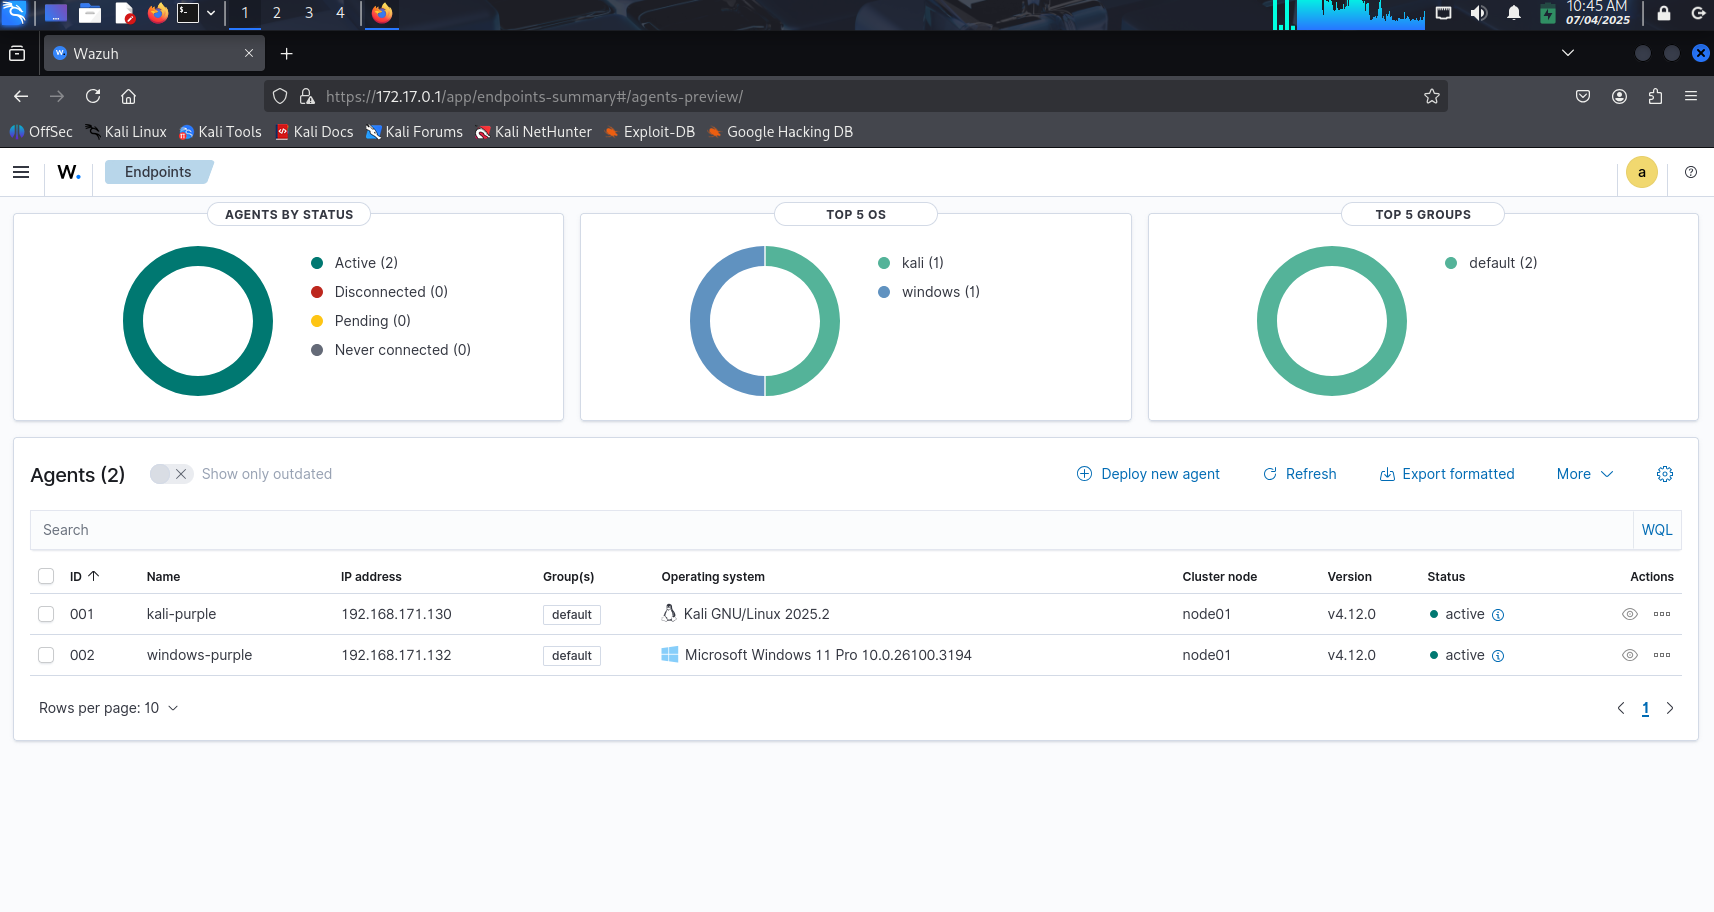 1 2 3 4 10:45 AM
07/04/2025
Wazuh
https://172.17.0.1/app/endpoints-summary#/agents-preview/
OffSec Kali Linux Kali Tools Kali Docs Kali Forums Kali NetHunter Exploit-DB Google Hacking DB
W. Endpoints a
AGENTS BY STATUS
Active (2)
Disconnected (0)
Pending (0)
Never connected (0)
TOP 5 OS
kali (1)
windows (1)
TOP 5 GROUPS
default (2)
Agents (2) Show only outdated Deploy new agent Refresh Export formatted More
Search WQL
ID Name IP address Group(s) Operating system Cluster node Version Status Actions
001 kali-purple 192.168.171.130 default Kali GNU/Linux 2025.2 node01 v4.12.0 active
002 windows-purple 192.168.171.132 default Microsoft Windows 11 Pro 10.0.26100.3194 node01 v4.12.0 active
Rows per page: 10 1